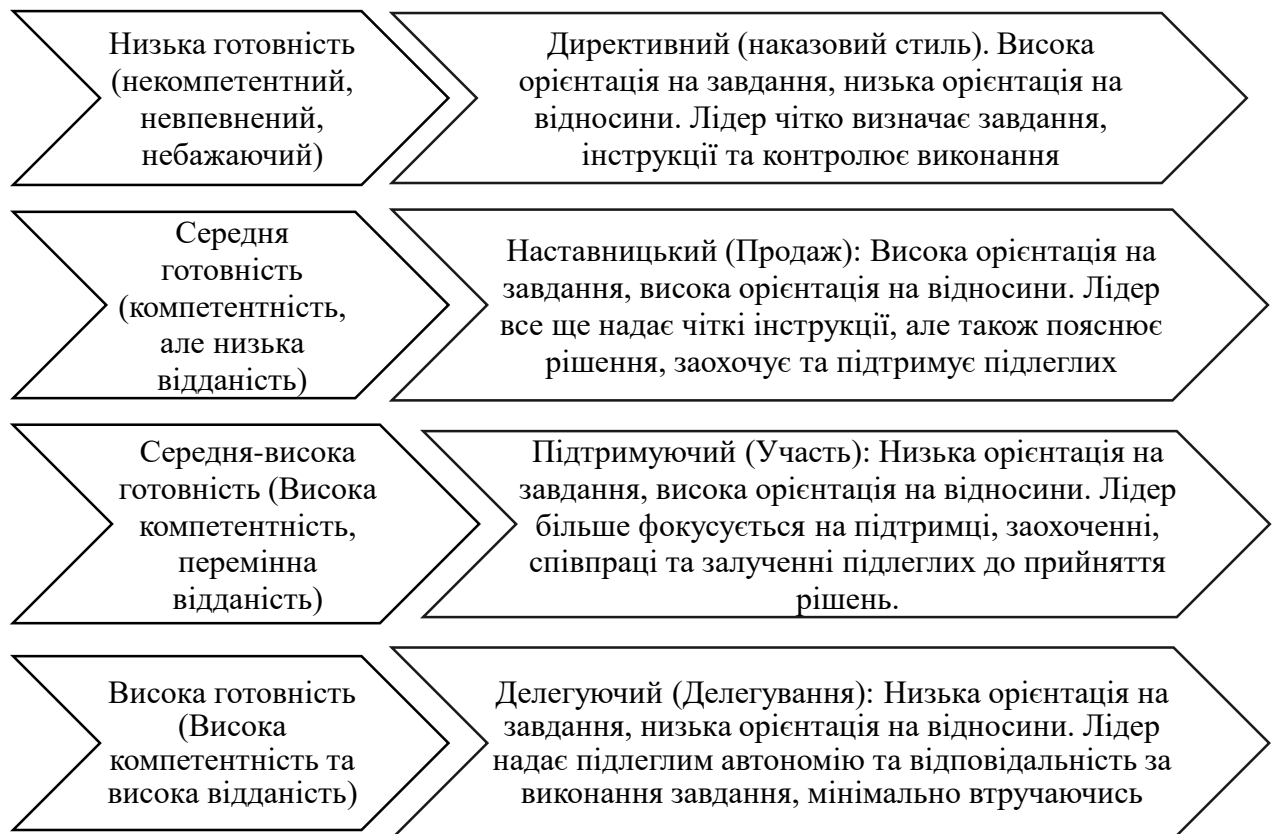 Низька готовність
(некомпетентний,
невпевнений,
небажаючий)
Директивний (наказовий стиль). Висока
орієнтація на завдання, низька орієнтація на
відносини. Лідер чітко визначає завдання,
інструкції та контролює виконання
Середня
готовність
(компетентність,
але низька
відданість)
Наставницький (Продаж): Висока орієнтація на
завдання, висока орієнтація на відносини. Лідер
все ще надає чіткі інструкції, але також пояснює
рішення, заохочує та підтримує підлеглих
Середня-висока
готовність (Висока
компетентність,
перемінна
відданість)
Підтримуючий (Участь): Низька орієнтація на
завдання, висока орієнтація на відносини. Лідер
більше фокусується на підтримці, заохоченні,
співпраці та залученні підлеглих до прийняття
рішень.
Висока готовність
(Висока
компетентність та
висока відданість)
Делегуючий (Делегування): Низька орієнтація на
завдання, низька орієнтація на відносини. Лідер
надає підлеглим автономію та відповідальність за
виконання завдання, мінімально втручаючись